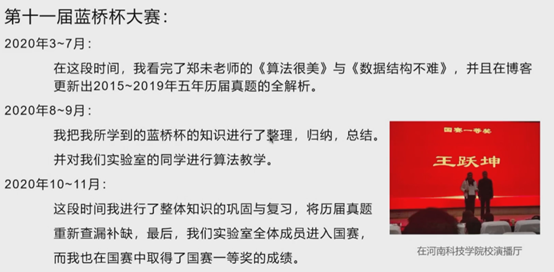 第十一届蓝桥杯大赛：
2020年3~7月：
在这段时间，我看完了郑未老师的《算法很美》与《数据结构不难》，并且在博客
更新出2015~2019年五年历届真题的全解析。
2020年8~9月：
我把我所学到的蓝桥杯的知识进行了整理，归纳，总结。
并对我们实验室的同学进行算法教学。
国赛一等奖
王跃坤
2020年10~11月：
这段时间我进行了整体知识的巩固与复习，将历届真题
重新查漏补缺，最后，我们实验室全体成员进入国赛，
而我也在国赛中取得了国赛一等奖的成绩。
在河南科技学院校演播厅